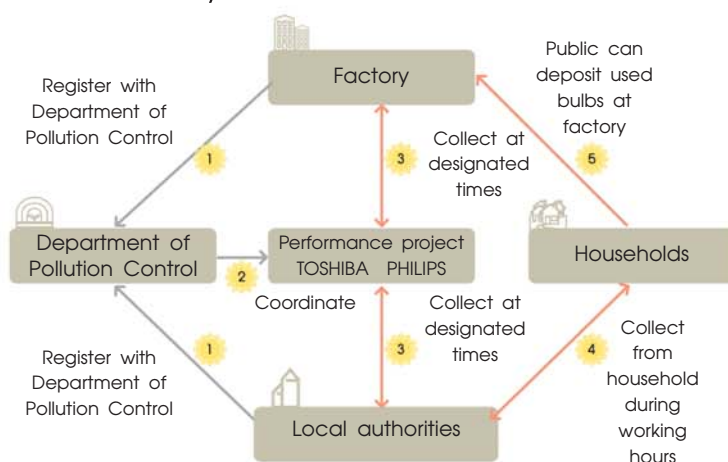 Factory
Register with
Department of
Pollution Control
1
3
Collect at
designated
times
Public can
deposit used
bulbs at
factory
5
Department of
Pollution Control
2
Coordinate
Performance project
TOSHIBA PHILIPS
Households
Register with
Department of
Pollution Control
1
3
Collect at
designated
times
4
Collect
from
household
during
working
hours
Local authorities